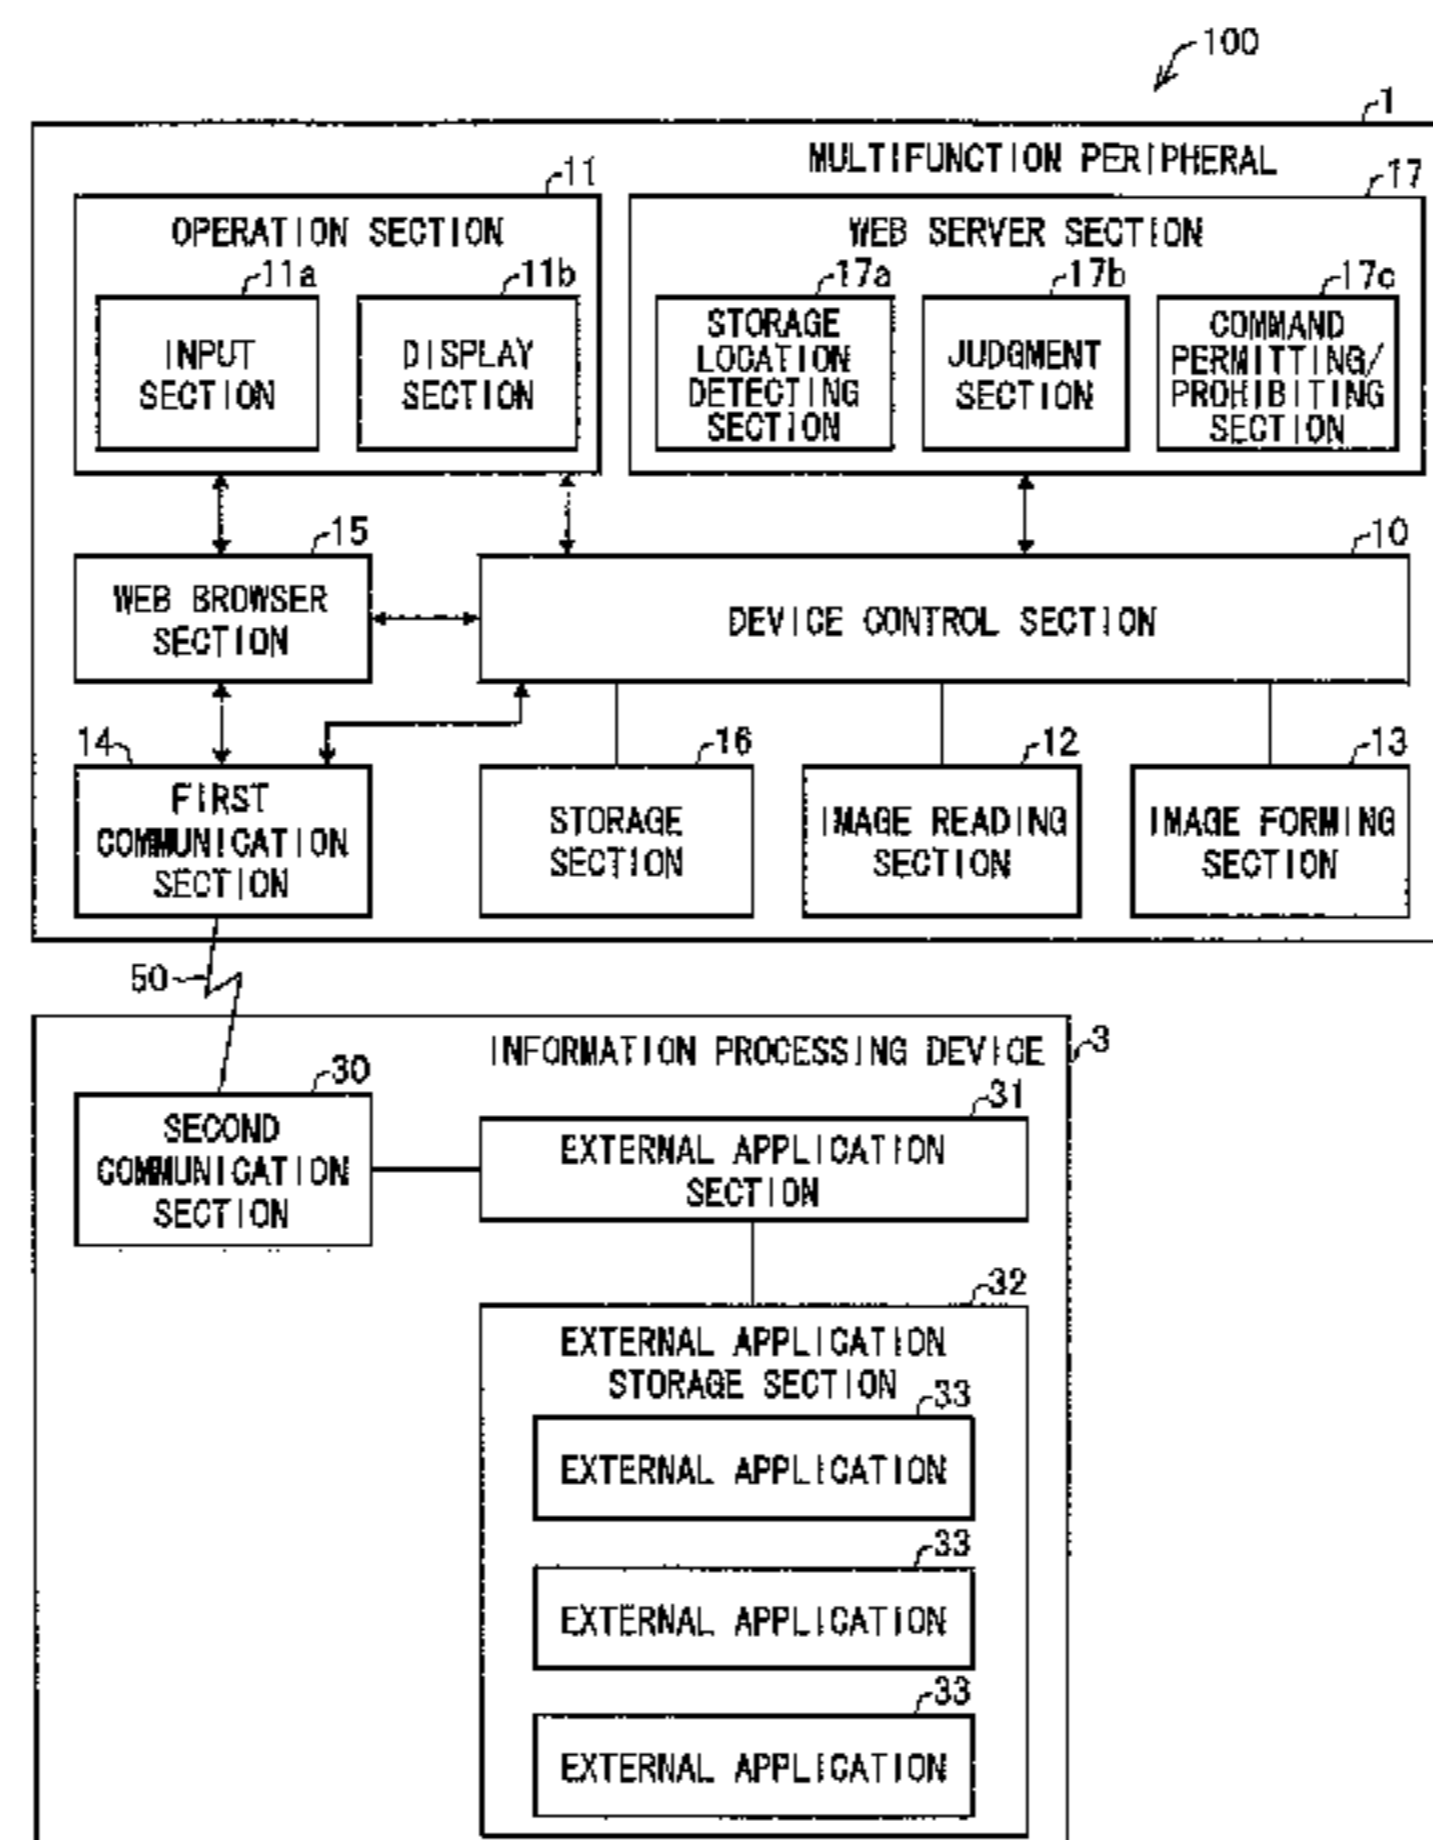 100
1
MULTIFUNCTION PERIPHERAL
11
OPERATION SECTION
11a
INPUT
SECTION
11b
DISPLAY
SECTION
17
WEB SERVER SECTION
17a
STORAGE
LOCATION
DETECTING
SECTION
17b
JUDGMENT
SECTION
17c
COMMAND
PERMITTING/
PROHIBITING
SECTION
15
WEB BROWSER
SECTION
10
DEVICE CONTROL SECTION
14
FIRST
COMMUNICATION
SECTION
16
STORAGE
SECTION
12
IMAGE READING
SECTION
13
IMAGE FORMING
SECTION
50
INFORMATION PROCESSING DEVICE
3
30
SECOND
COMMUNICATION
SECTION
31
EXTERNAL APPLICATION
SECTION
32
EXTERNAL APPLICATION
STORAGE SECTION
33
EXTERNAL APPLICATION
33
EXTERNAL APPLICATION
33
EXTERNAL APPLICATION